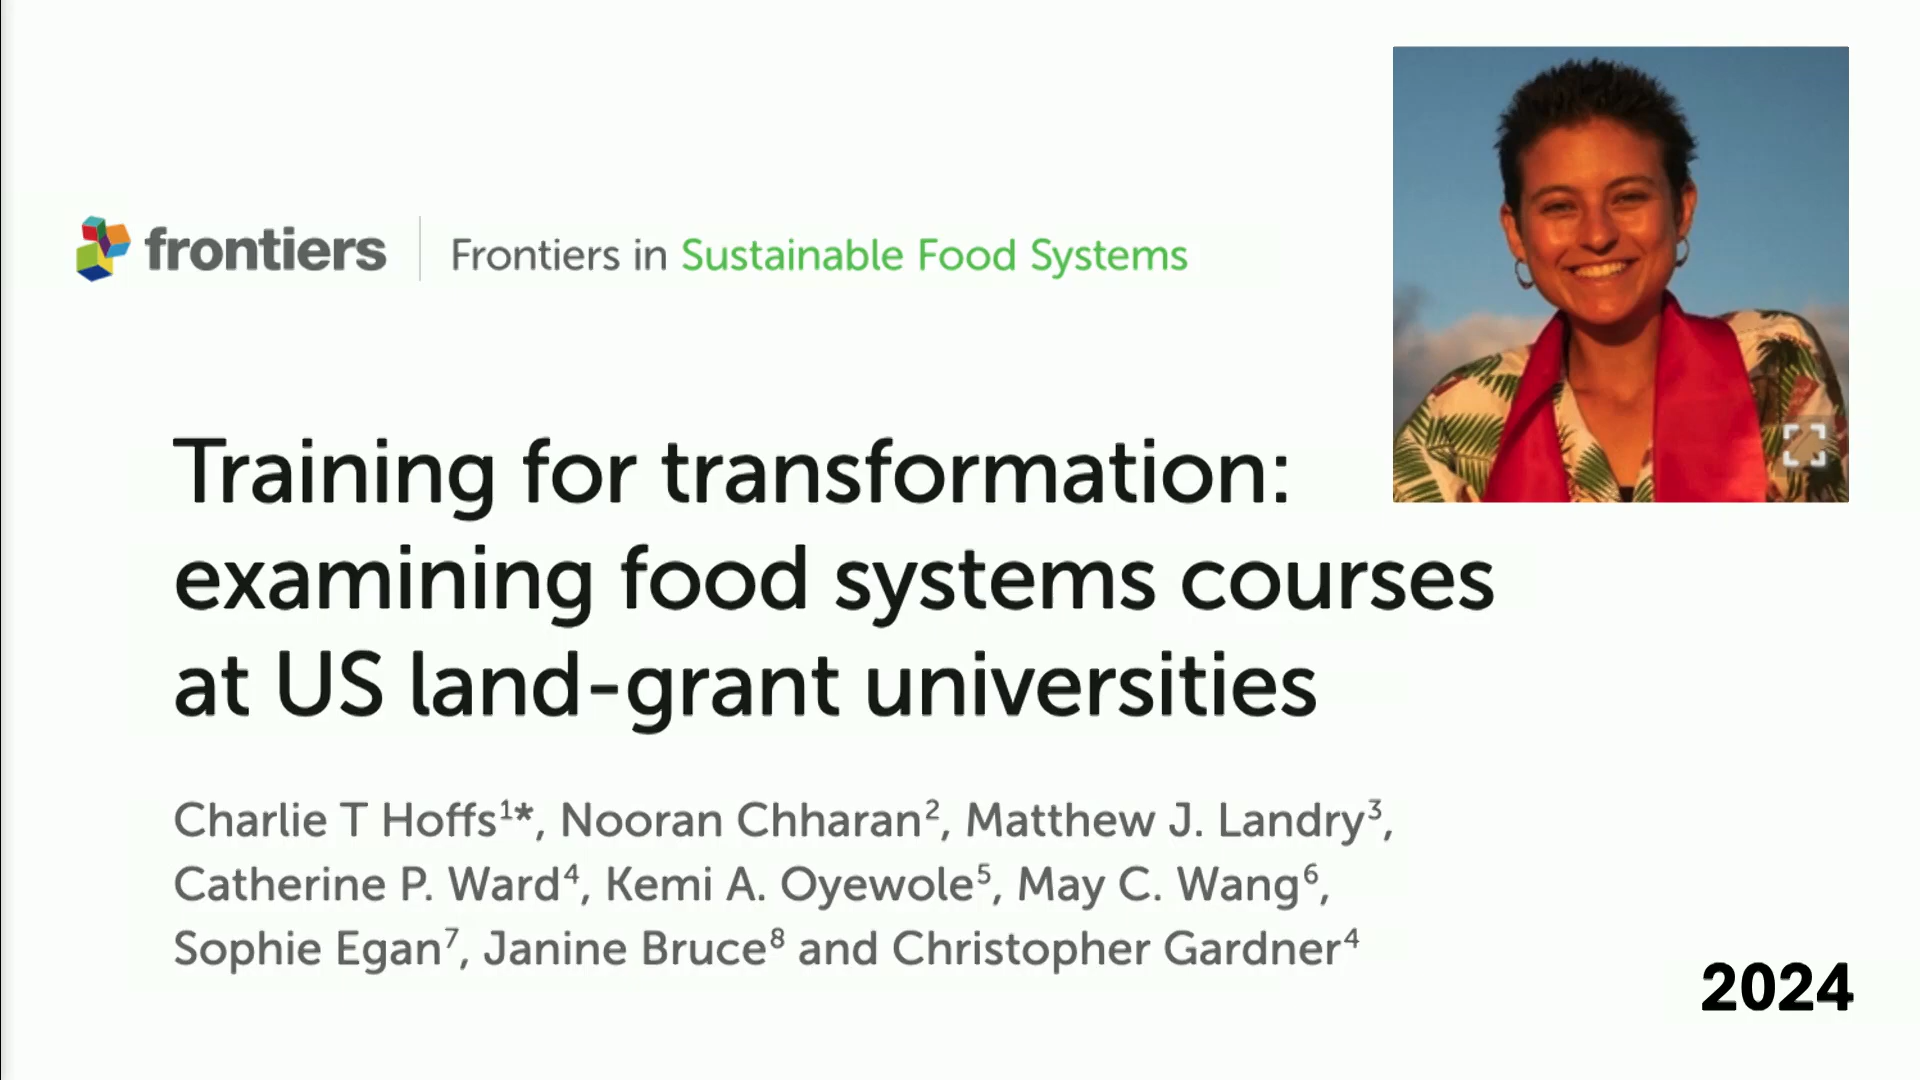 frontiers
Frontiers in Sustainable Food Systems
Training for transformation:
examining food systems courses
at US land-grant universities
Charlie T Hoffs¹*, Nooran Chharan², Matthew J. Landry³,
Catherine P. Ward⁴, Kemi A. Oyewole⁵, May C. Wang⁶,
Sophie Egan⁷, Janine Bruce⁸ and Christopher Gardner⁴
2024